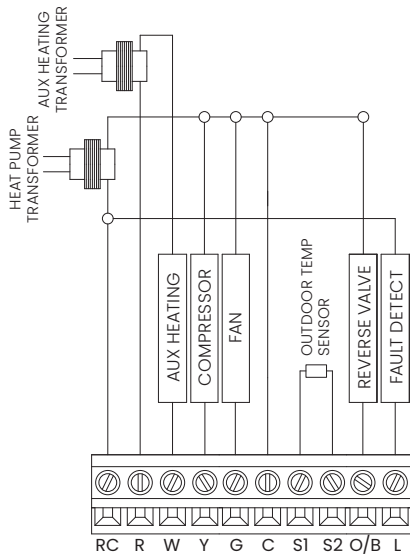 AUX HEATING
TRANSFORMER
HEAT PUMP
TRANSFORMER
AUX HEATING
COMPRESSOR
FAN
OUTDOOR TEMP
SENSOR
REVERSE VALVE
FAULT DETECT
RC R W Y G C S1 S2 O/B L